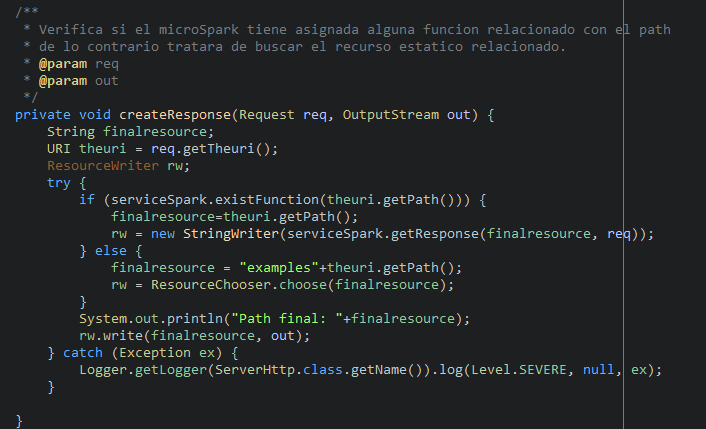 /**
 * Verifica si el microSpark tiene asignada alguna funcion relacionado con el path
 * de lo contrario tratara de buscar el recurso estatico relacionado.
 * @param req
 * @param out
 */
private void createResponse(Request req, OutputStream out) {
    String finalresource;
    URI theuri = req.getTheuri();
    ResourceWriter rw;
    try {
        if (serviceSpark.existFunction(theuri.getPath())) {
            finalresource=theuri.getPath();
            rw = new StringWriter(serviceSpark.getResponse(finalresource, req));
        } else {
            finalresource = "examples"+theuri.getPath();
            rw = ResourceChooser.choose(finalresource);
        }
        System.out.println("Path final: "+finalresource);
        rw.write(finalresource, out);
    } catch (Exception ex) {
        Logger.getLogger(ServerHttp.class.getName()).log(Level.SEVERE, null, ex);
    }

}